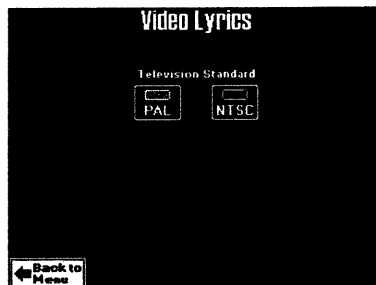 Video Lyrics
Television Standard
PAL NTSC
Back to
Menu